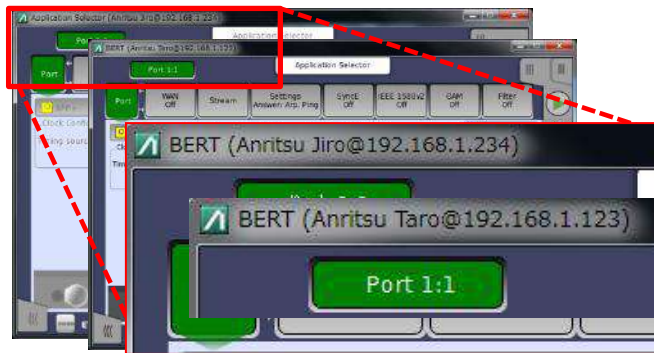 Application Selector (Anritsu Jiro@192.168.1.234)
Application Selector
BERT (Anritsu Taro@192.168.1.123)
Port 1:1
Application Selector
Port
Port
WAN
Off
Stream
Settings
Answer: Arp, Ping
SyncE
Off
IEEE 1588v2
Off
OAM
Off
Filter
Off
BERT (Anritsu Jiro@192.168.1.234)
BERT (Anritsu Taro@192.168.1.123)
Port 1:1